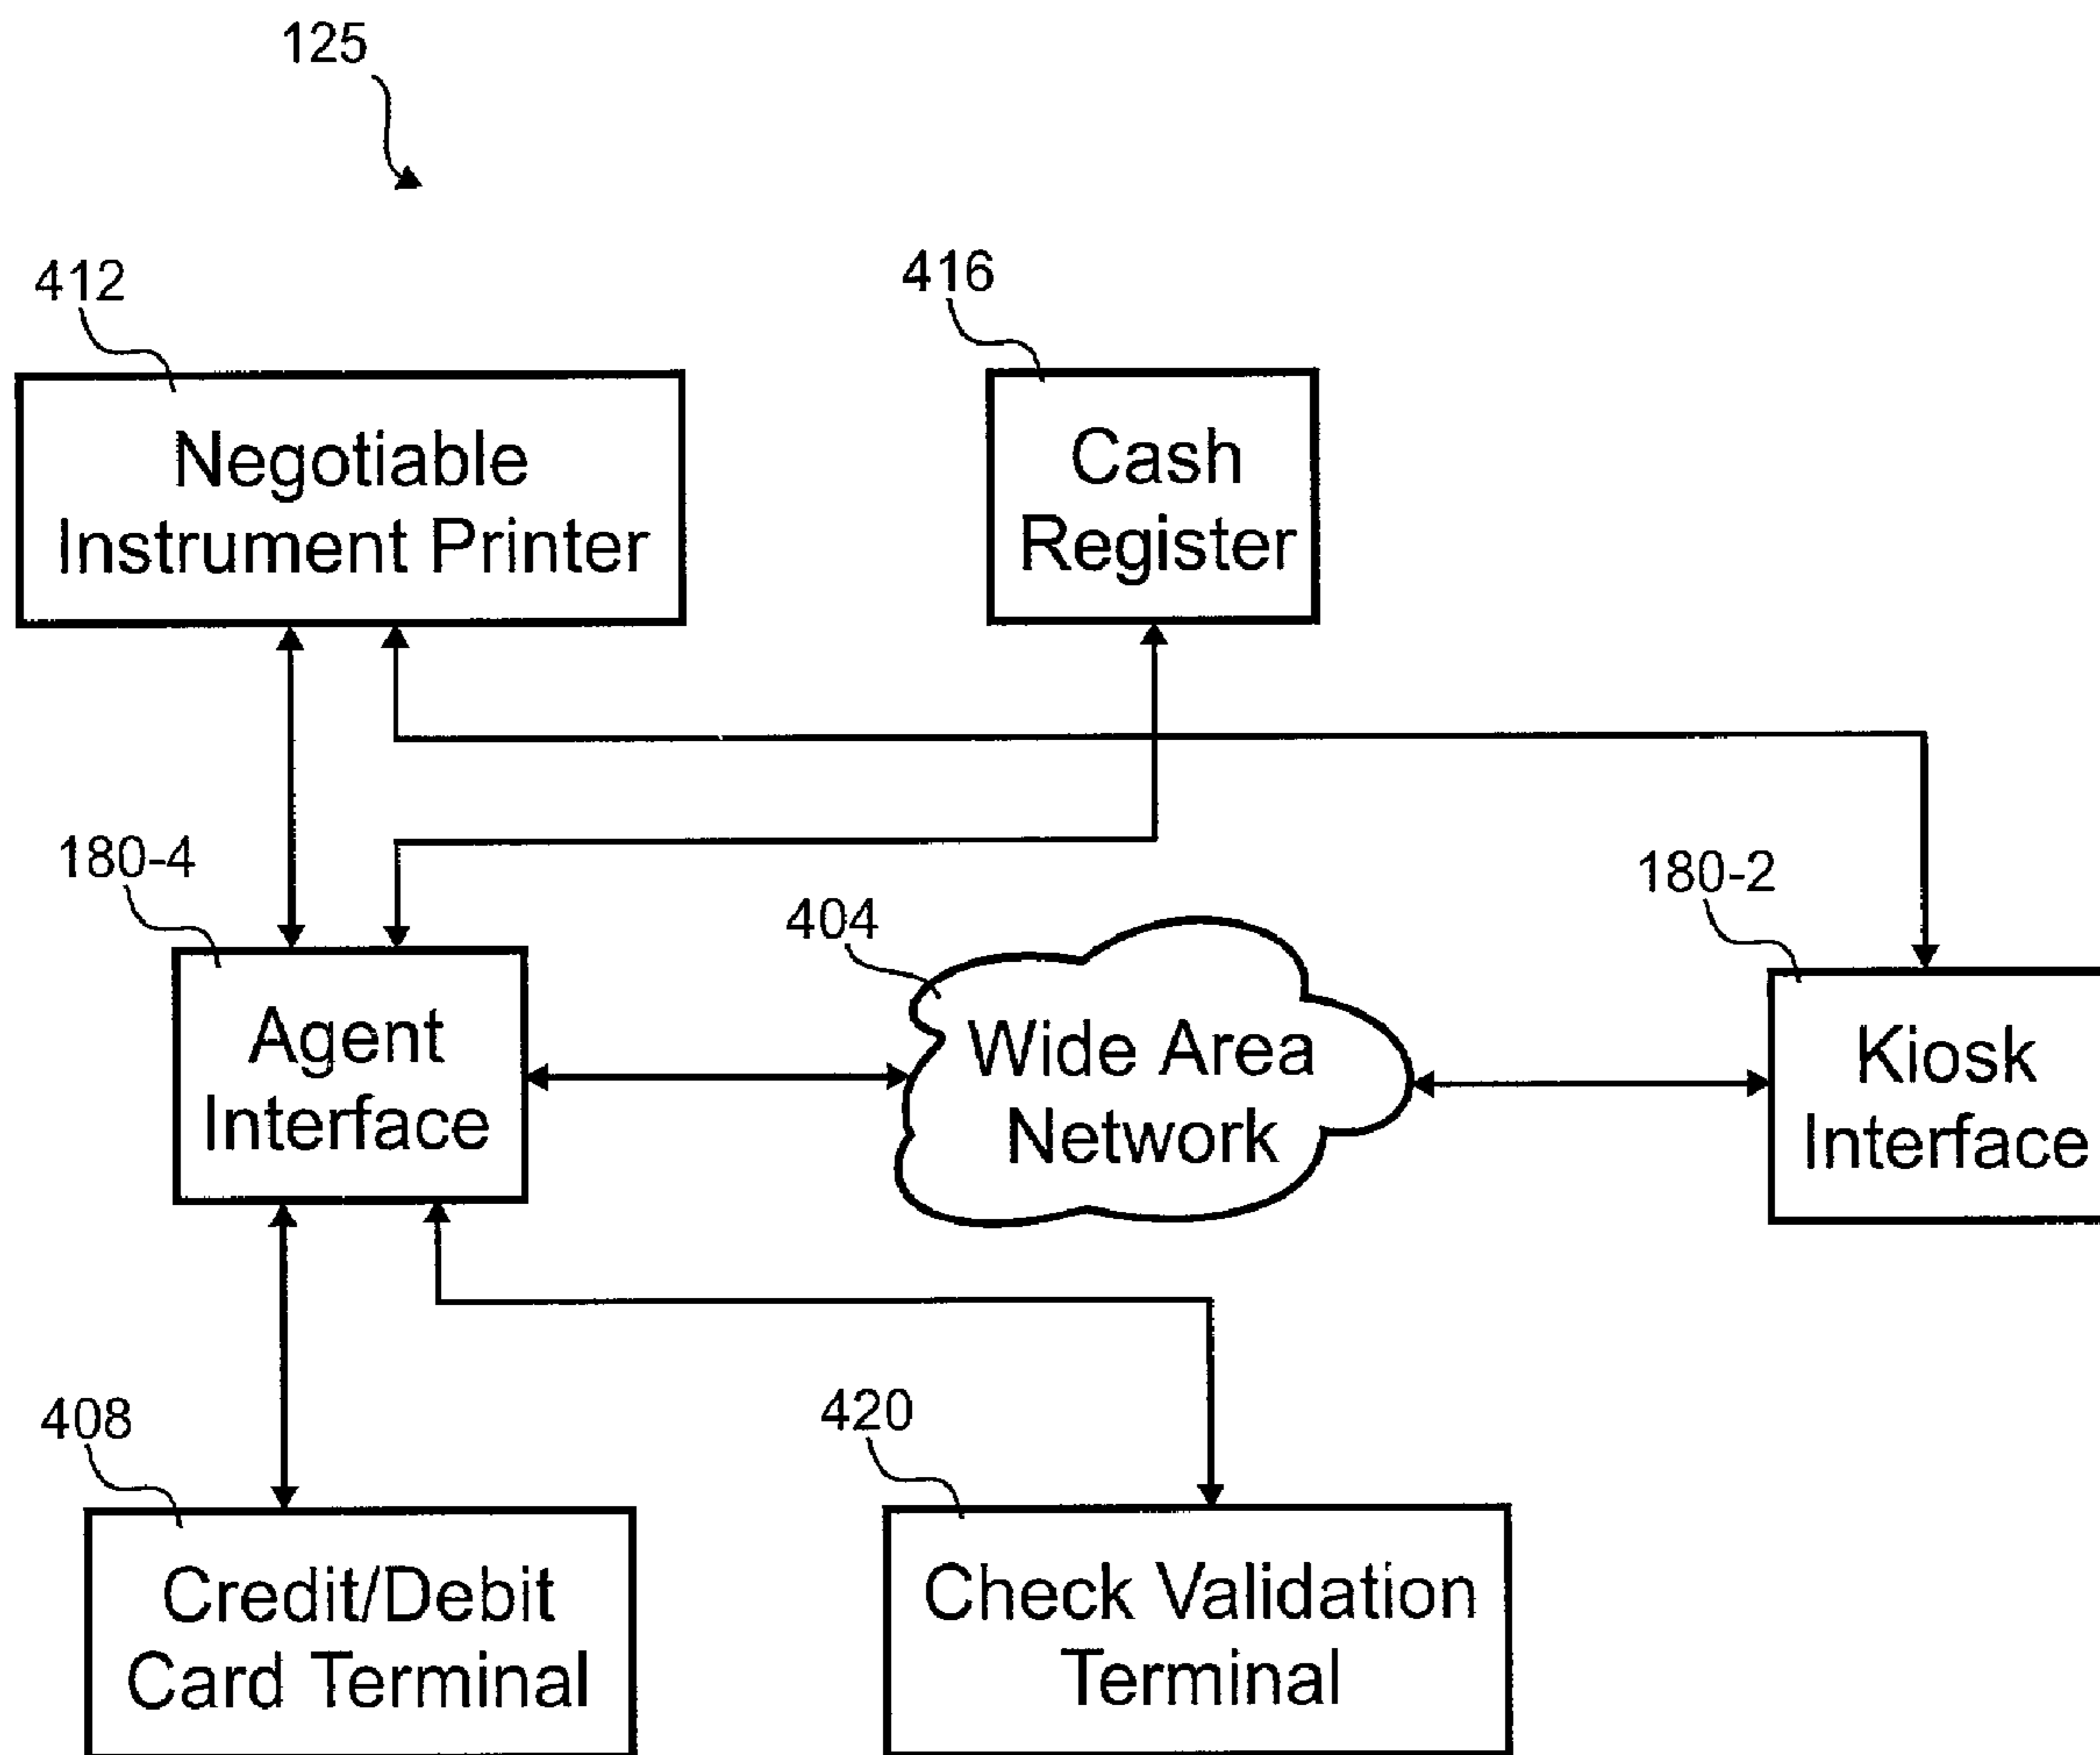 125
412
416
Negotiable
Instrument Printer
Cash
Register
180-4
404
180-2
Agent
Interface
Wide Area
Network
Kiosk
Interface
408
420
Credit/Debit
Card Terminal
Check Validation
Terminal